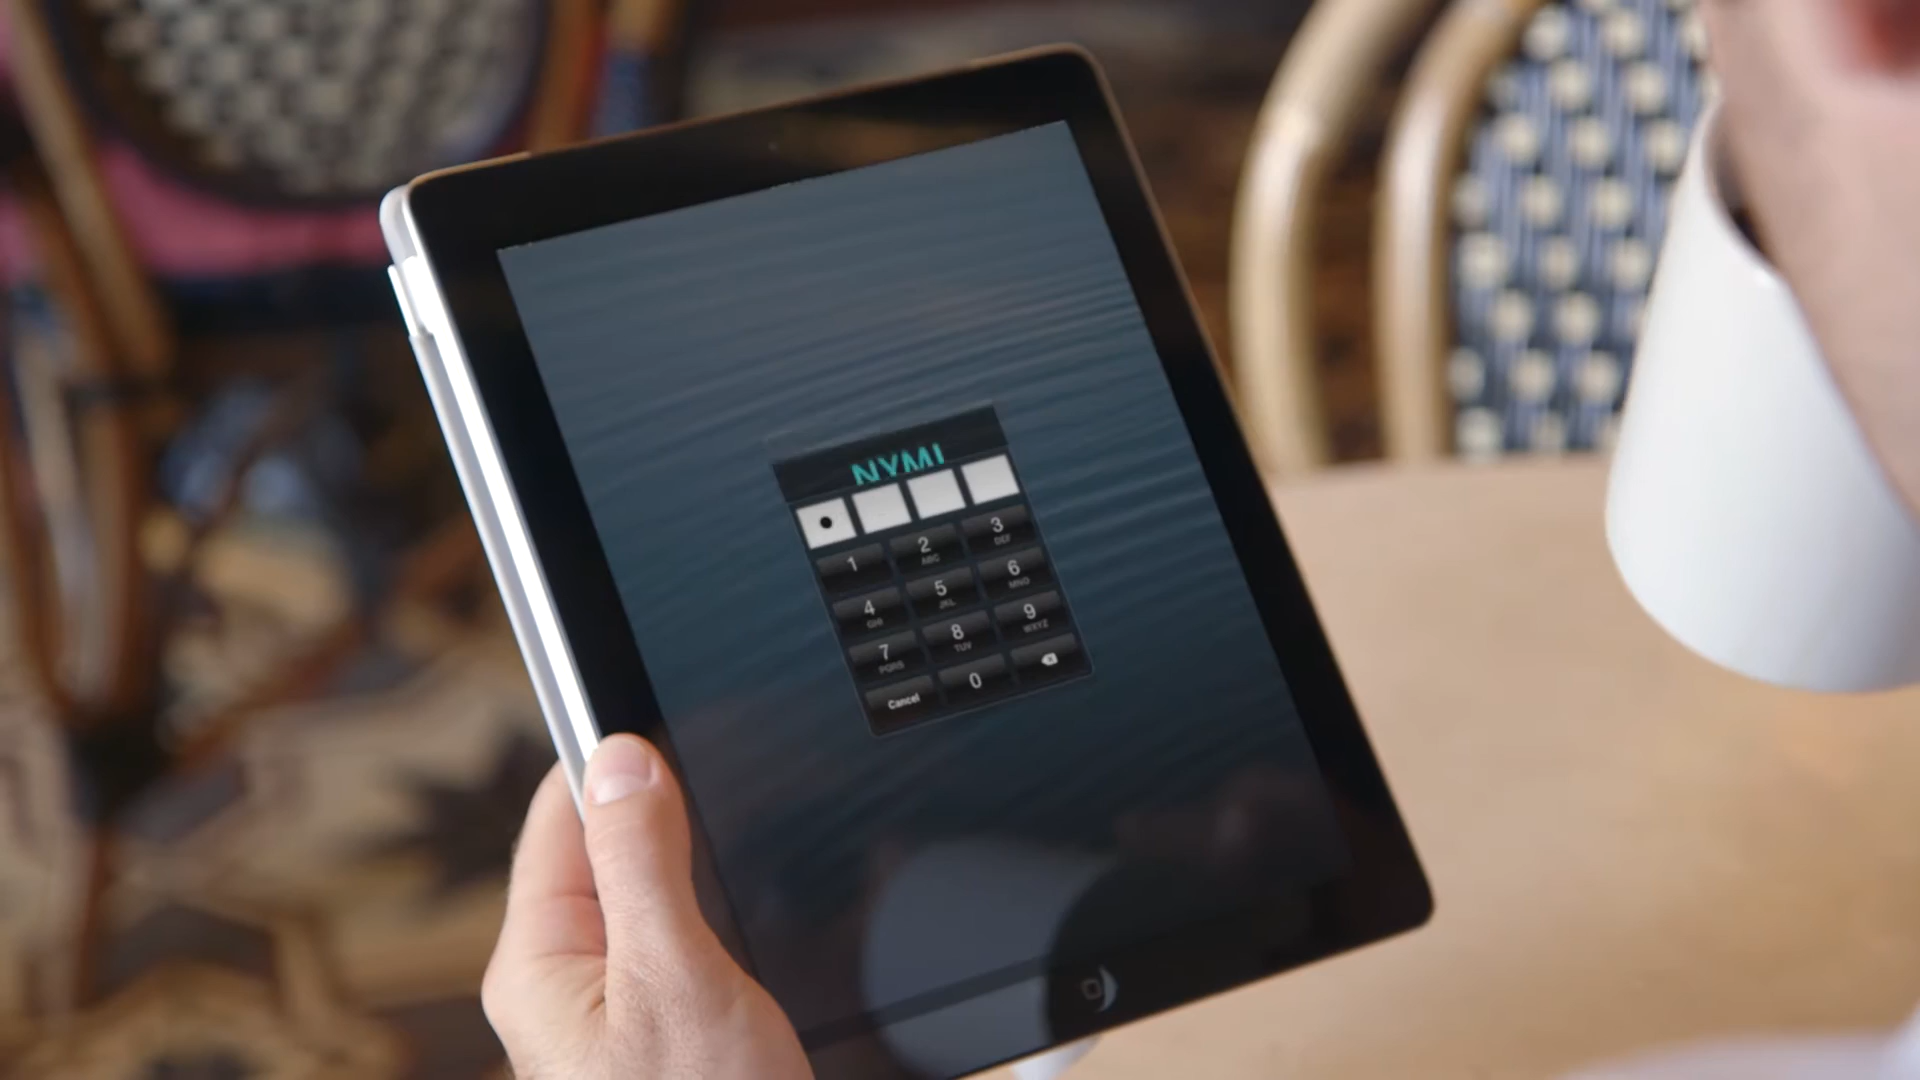 NYMI
1 2 ABC 3 DEF
4 GHI 5 JKL 6 MNO
7 PQRS 8 TUV 9 WXYZ
Cancel 0